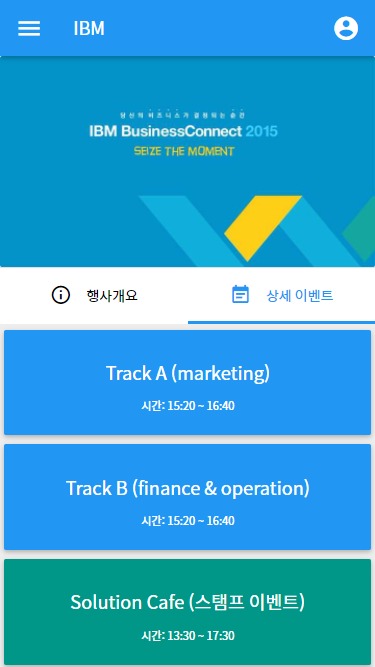 IBM
당신의 비즈니스가 결정되는 순간
IBM BusinessConnect 2015
SEIZE THE MOMENT
행사개요
상세 이벤트
Track A (marketing)
시간: 15:20 ~ 16:40
Track B (finance & operation)
시간: 15:20 ~ 16:40
Solution Cafe (스탬프 이벤트)
시간: 13:30 ~ 17:30